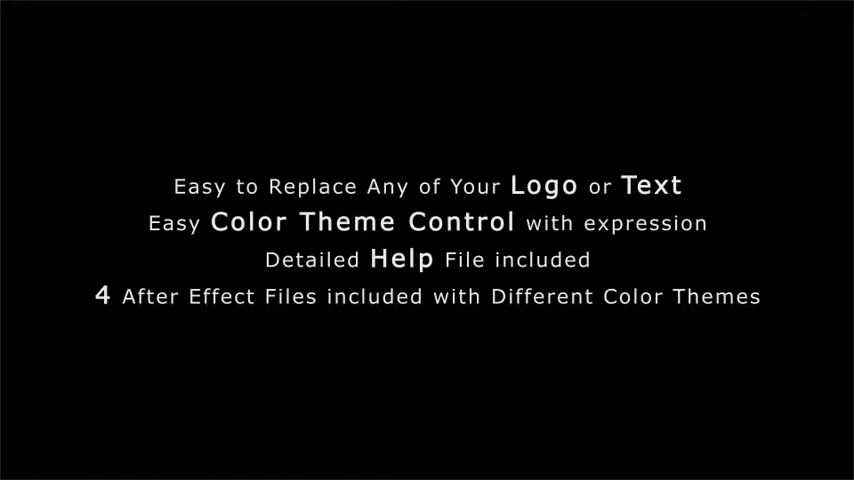 Easy to Replace Any of Your Logo or Text
Easy Color Theme Control with expression
Detailed Help File included
4 After Effect Files included with Different Color Themes